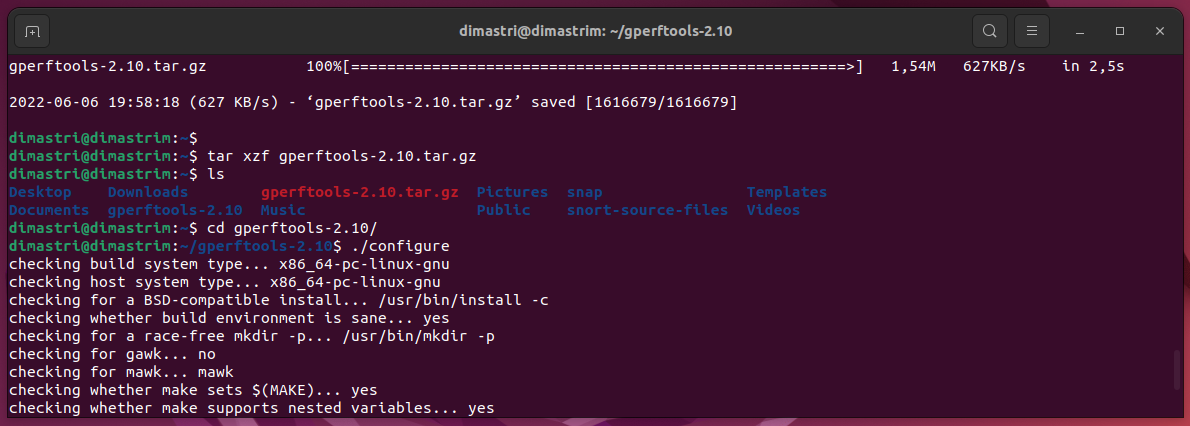 dimastri@dimastrim: ~/gperftools-2.10
gperftools-2.10.tar.gz 100%[=======================================================>] 1,54M 627KB/s in 2,5s
2022-06-06 19:58:18 (627 KB/s) - ‘gperftools-2.10.tar.gz’ saved [1616679/1616679]
dimastri@dimastrim:~$
dimastri@dimastrim:~$ tar xzf gperftools-2.10.tar.gz
dimastri@dimastrim:~$ ls
Desktop Downloads gperftools-2.10.tar.gz Pictures snap Templates
Documents gperftools-2.10 Music Public snort-source-files Videos
dimastri@dimastrim:~$ cd gperftools-2.10/
dimastri@dimastrim:~/gperftools-2.10$ ./configure
checking build system type... x86_64-pc-linux-gnu
checking host system type... x86_64-pc-linux-gnu
checking for a BSD-compatible install... /usr/bin/install -c
checking whether build environment is sane... yes
checking for a race-free mkdir -p... /usr/bin/mkdir -p
checking for gawk... no
checking for mawk... mawk
checking whether make sets $(MAKE)... yes
checking whether make supports nested variables... yes